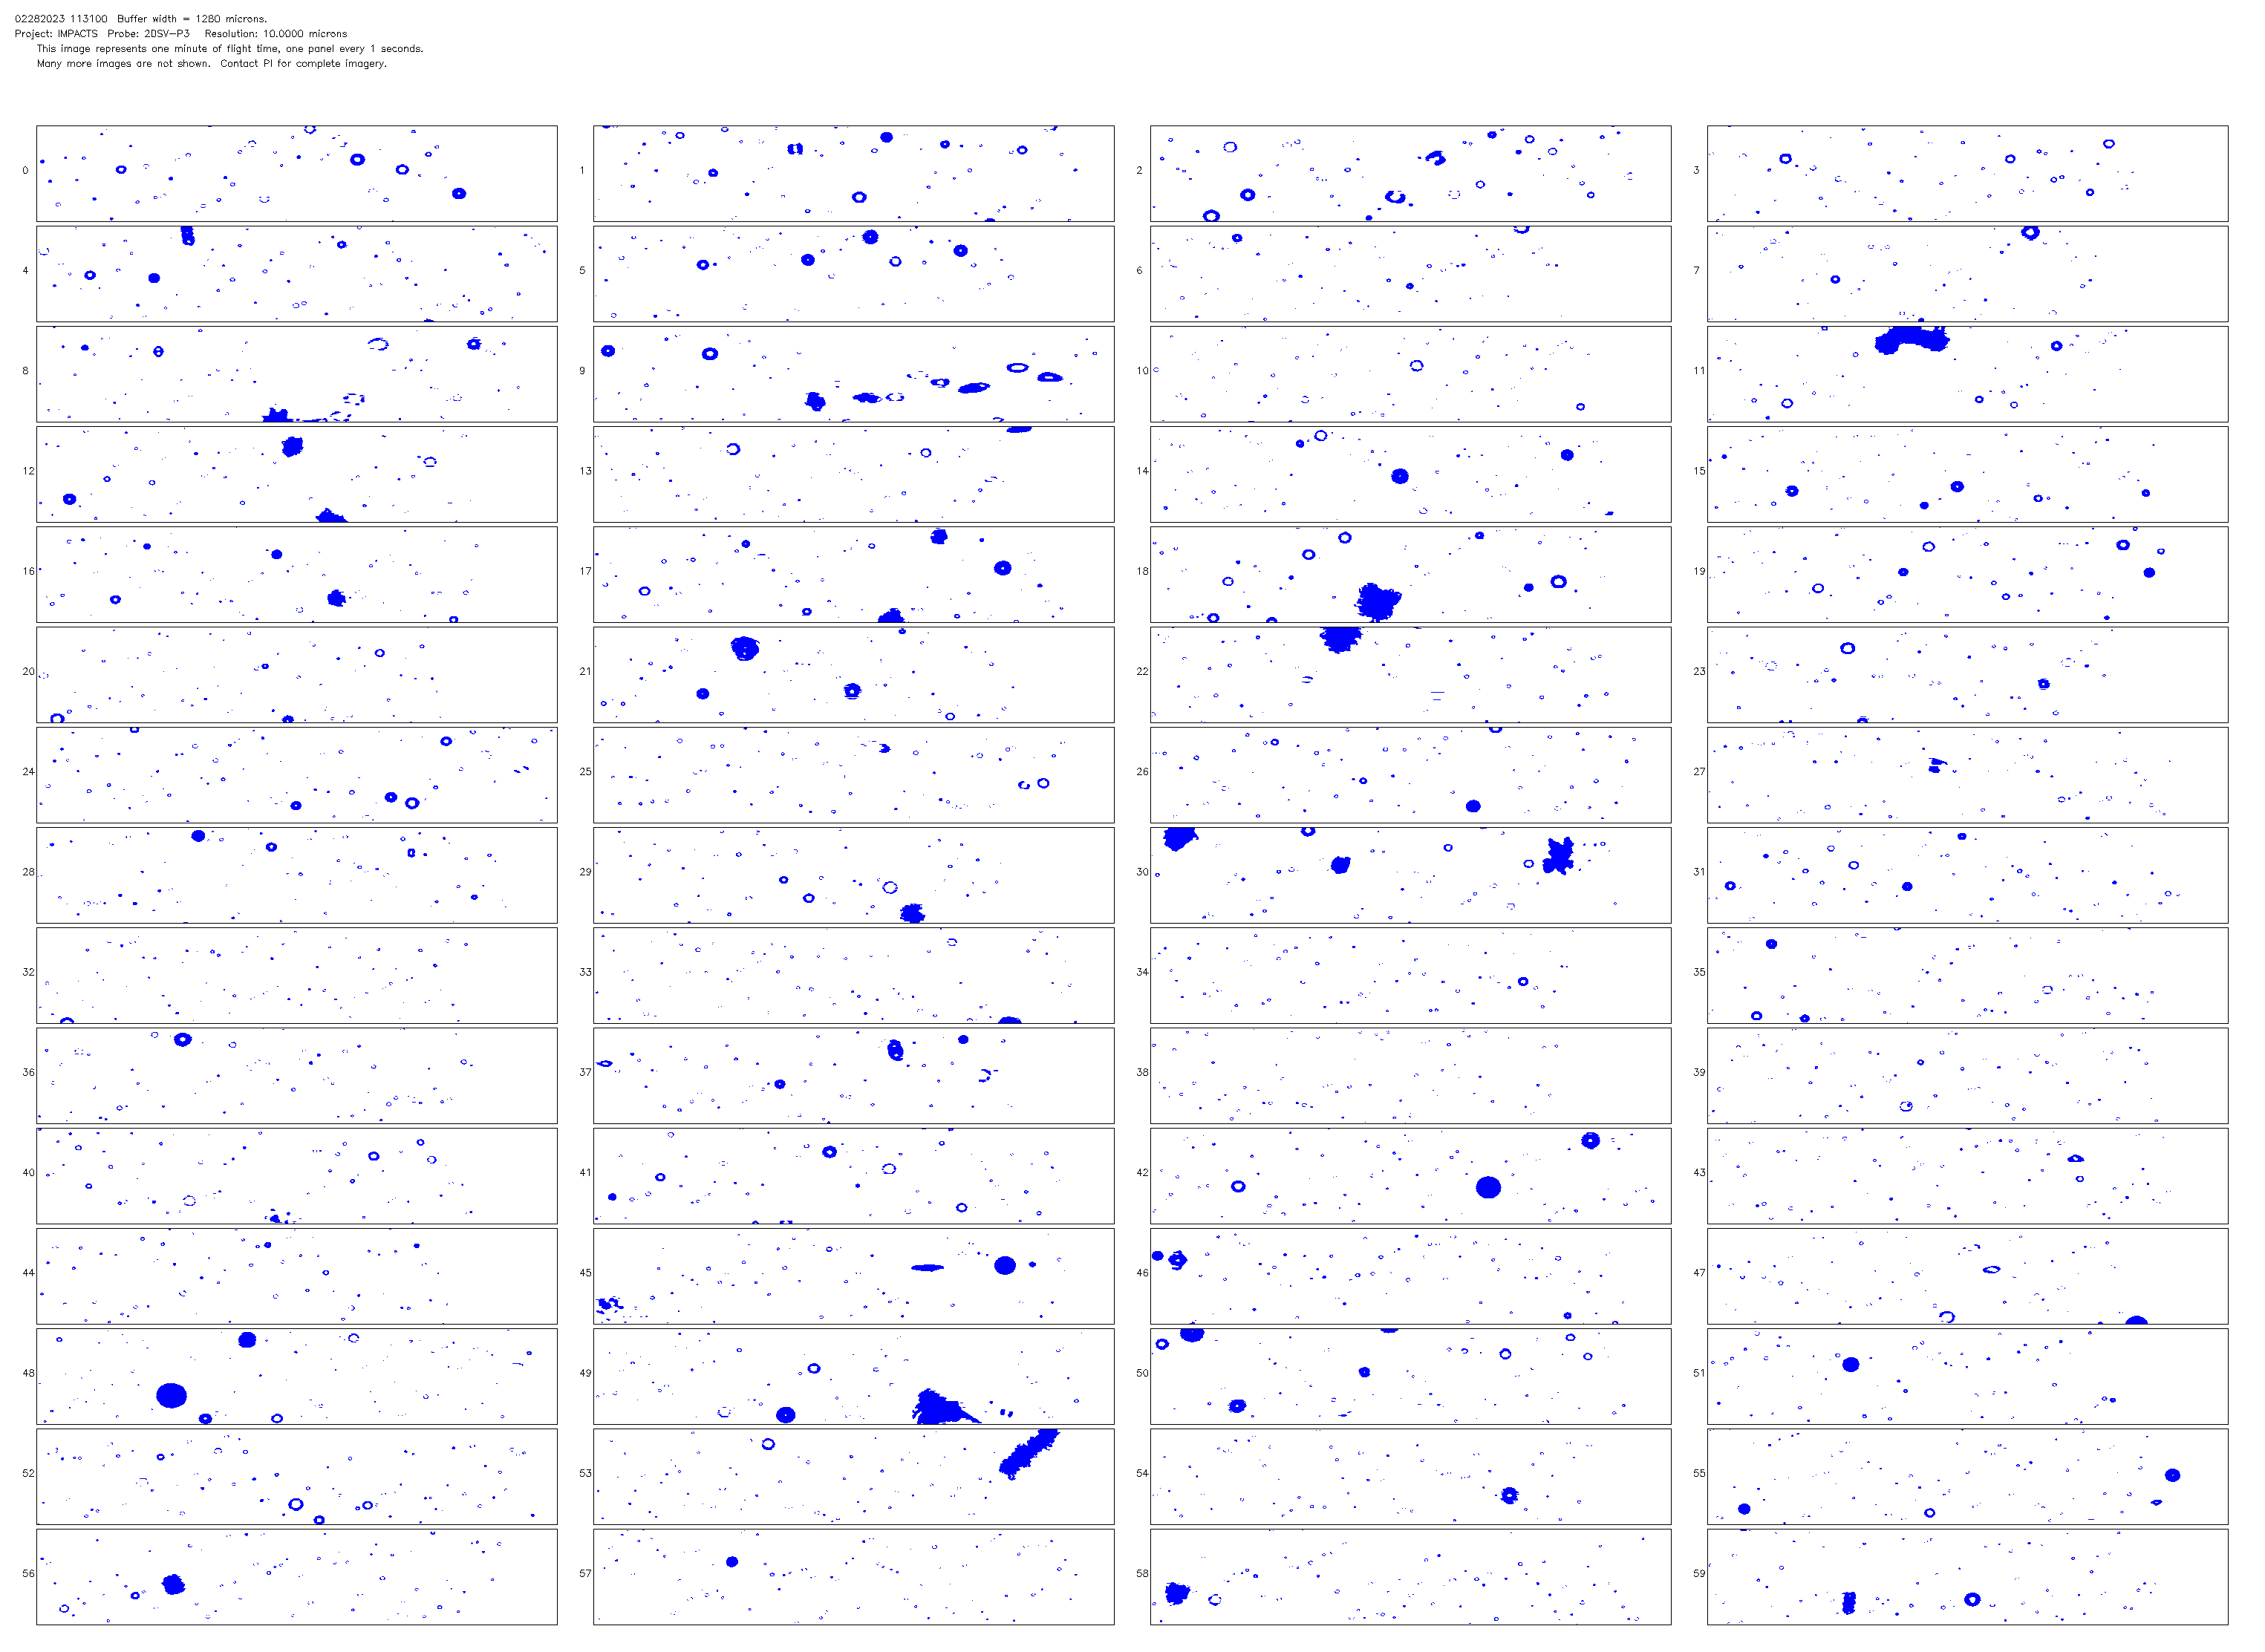 02282023 113100 Buffer width = 1280 microns.
Project: IMPACTS Probe: 2DSV-P3 Resolution: 10.0000 microns
This image represents one minute of flight time, one panel every 1 seconds.
Many more images are not shown. Contact PI for complete imagery.
0 1 2 3
4 5 6 7
8 9 10 11
12 13 14 15
16 17 18 19
20 21 22 23
24 25 26 27
28 29 30 31
32 33 34 35
36 37 38 39
40 41 42 43
44 45 46 47
48 49 50 51
52 53 54 55
56 57 58 59